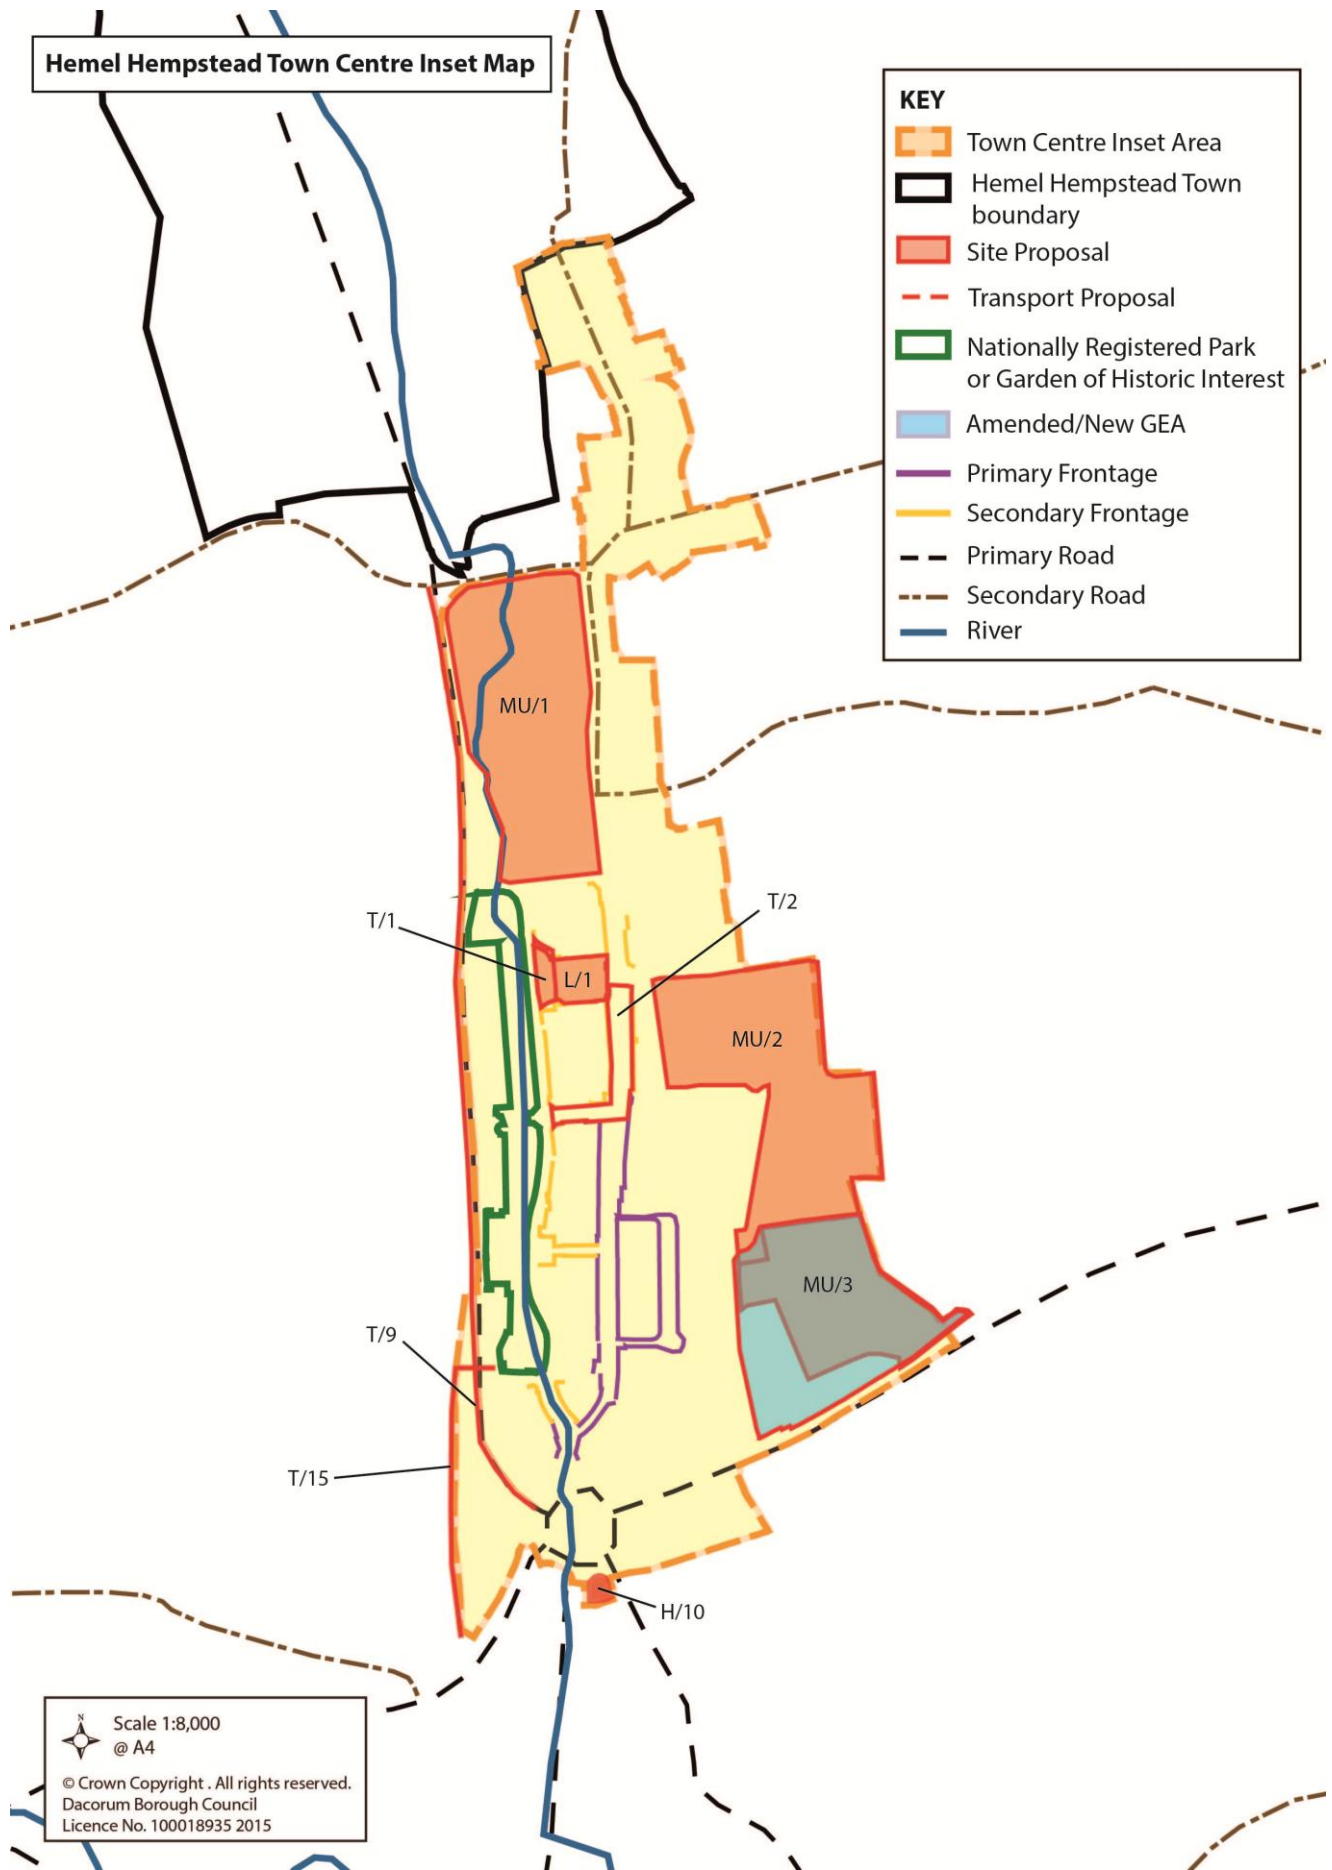 Hemel Hempstead Town Centre Inset Map
KEY
Town Centre Inset Area
Hemel Hempstead Town
boundary
Site Proposal
Transport Proposal
Nationally Registered Park
or Garden of Historic Interest
Amended/New GEA
Primary Frontage
Secondary Frontage
Primary Road
Secondary Road
River
MU/1
T/2
T/1
L/1
MU/2
MU/3
T/9
T/15
H/10
N
Scale 1:8,000
@ A4
© Crown Copyright . All rights reserved.
Dacorum Borough Council
Licence No. 100018935 2015